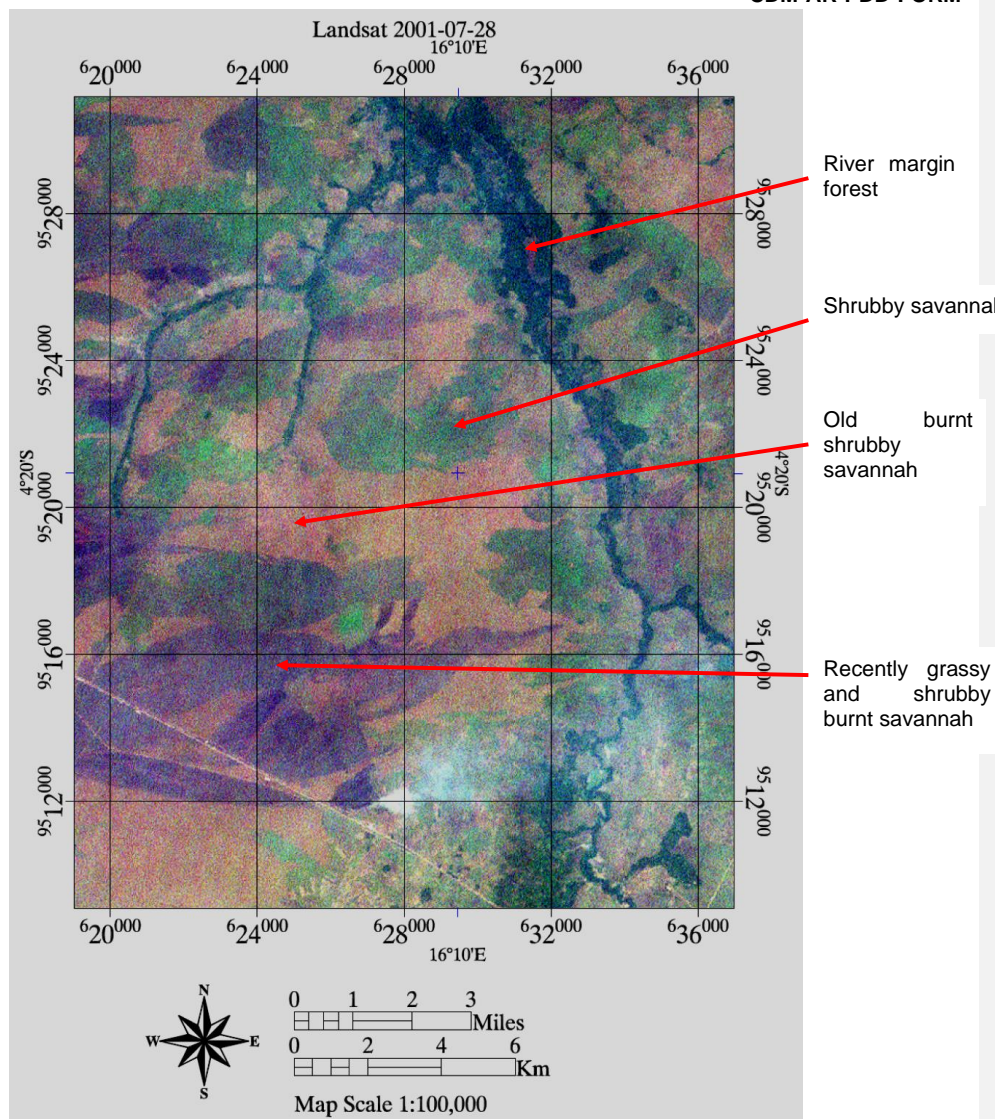 Landsat 2001-07-28
16°10'E
620000 624000 628000 632000 636000
9528000 9528000
9524000 9524000
4°20'S 4°20'S
9520000 9520000
9516000 9516000
9512000 9512000
River margin
forest
Shrubby savannah
Old burnt
shrubby
savannah
Recently grassy
and shrubby
burnt savannah
620000 624000 628000 632000 636000
16°10'E
N
W E
S
0 1 2 3
Miles
0 2 4 6
Km
Map Scale 1:100,000